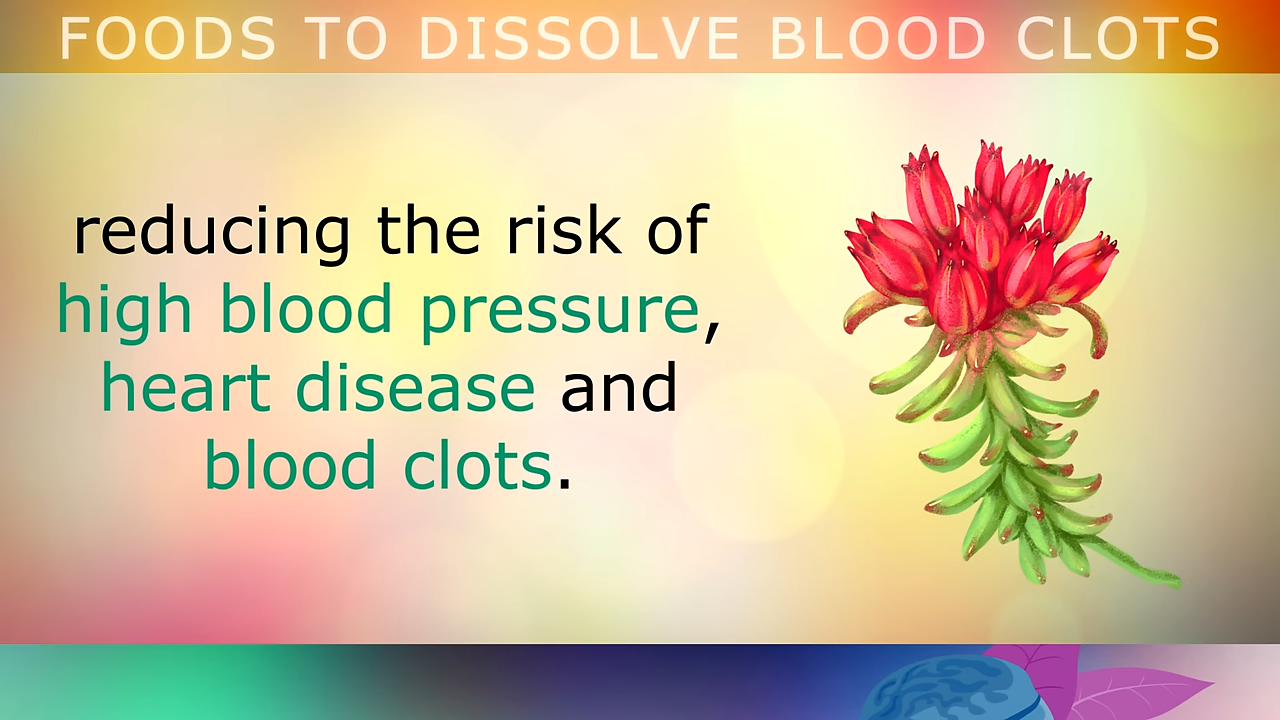 FOODS TO DISSOLVE BLOOD CLOTS
reducing the risk of
high blood pressure,
heart disease and
blood clots.